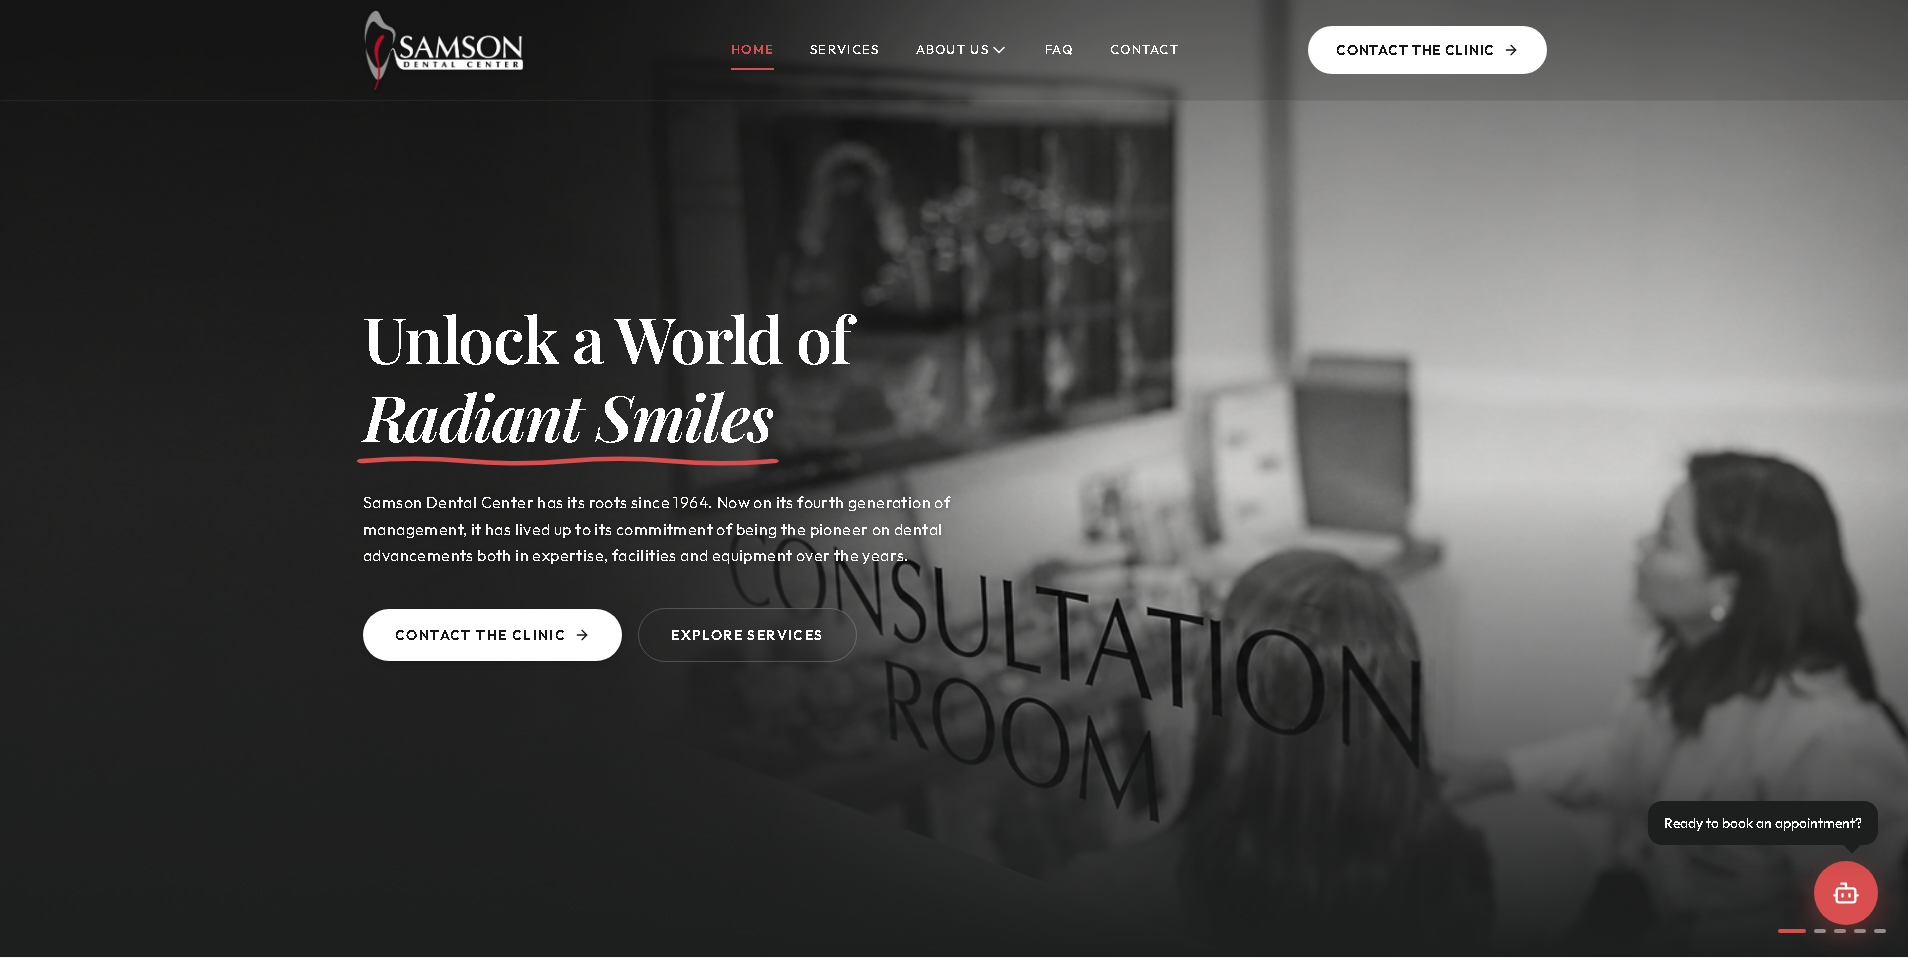 SAMSON
DENTAL CENTER
HOME
SERVICES
ABOUT US
FAQ
CONTACT
CONTACT THE CLINIC
Unlock a World of
Radiant Smiles
Samson Dental Center has its roots since 1964. Now on its fourth generation of
management, it has lived up to its commitment of being the pioneer on dental
advancements both in expertise, facilities and equipment over the years.
CONTACT THE CLINIC
EXPLORE SERVICES
CONSULTATION
ROOM
Ready to book an appointment?